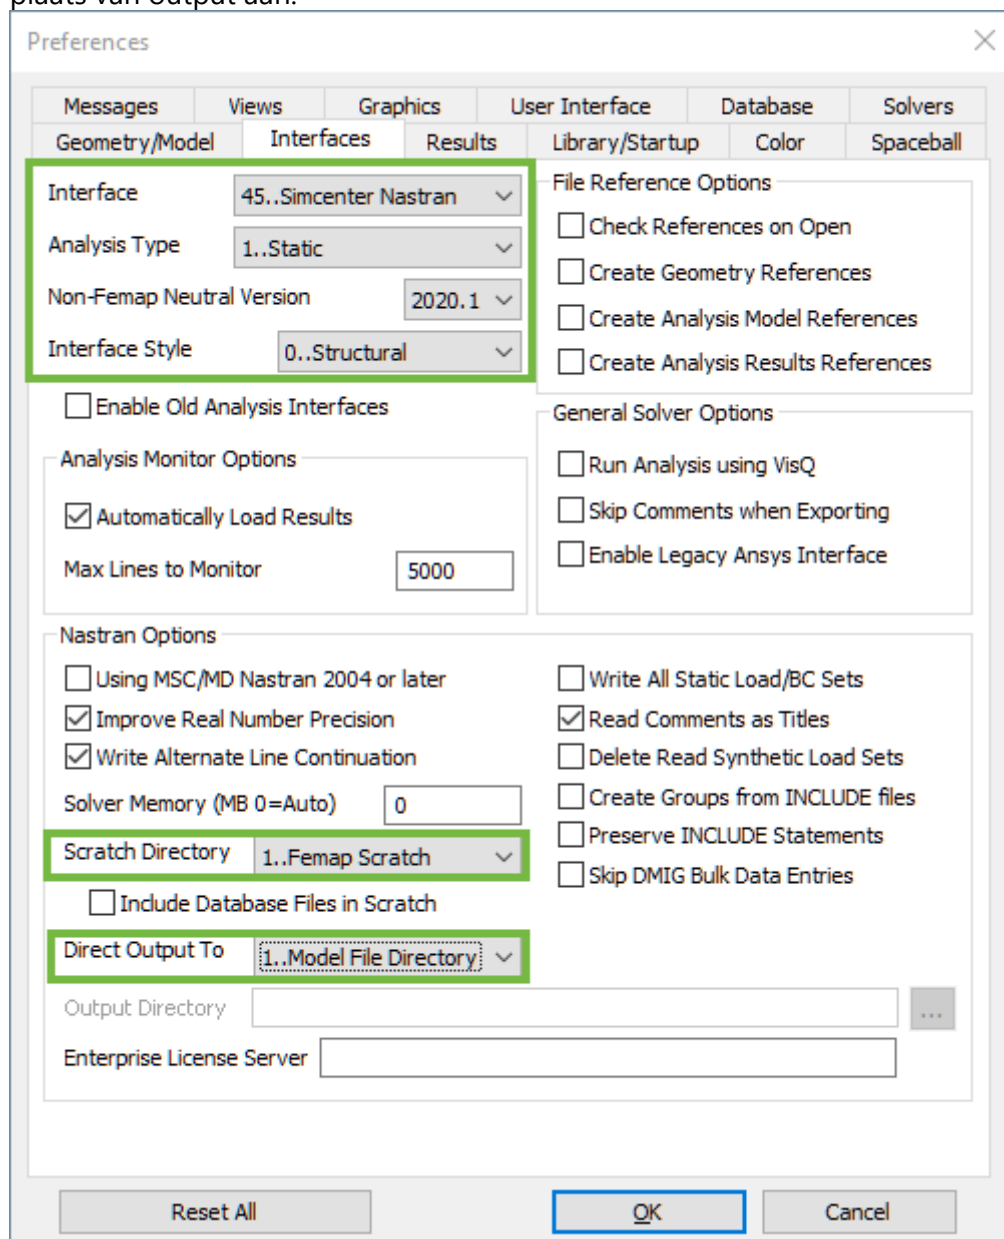 plaats van output aan.
Preferences
Messages Views Graphics User Interface Database Solvers
Geometry/Model Interfaces Results Library/Startup Color Spaceball
Interface 45..Simcenter Nastran
Analysis Type 1..Static
Non-Femap Neutral Version 2020.1
Interface Style 0..Structural
Enable Old Analysis Interfaces
Analysis Monitor Options
Automatically Load Results
Max Lines to Monitor 5000
File Reference Options
Check References on Open
Create Geometry References
Create Analysis Model References
Create Analysis Results References
General Solver Options
Run Analysis using VisQ
Skip Comments when Exporting
Enable Legacy Ansys Interface
Nastran Options
Using MSC/MD Nastran 2004 or later
Improve Real Number Precision
Write Alternate Line Continuation
Solver Memory (MB 0=Auto) 0
Scratch Directory 1..Femap Scratch
Include Database Files in Scratch
Direct Output To 1..Model File Directory
Write All Static Load/BC Sets
Read Comments as Titles
Delete Read Synthetic Load Sets
Create Groups from INCLUDE files
Preserve INCLUDE Statements
Skip DMIG Bulk Data Entries
Output Directory ...
Enterprise License Server
Reset All OK Cancel